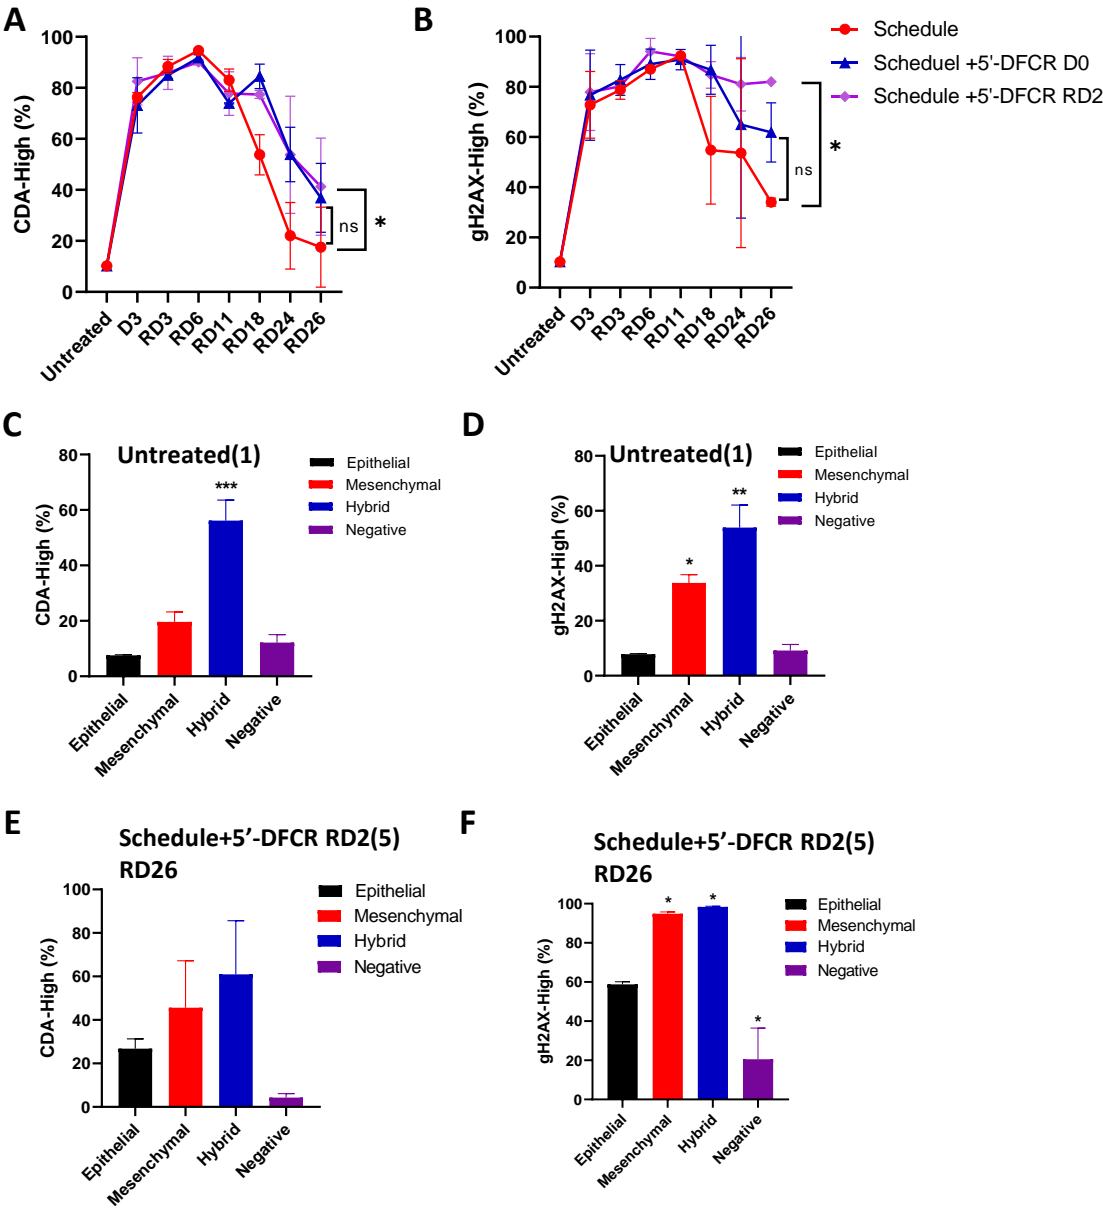 A
CDA-High (%)
100
80
60
40
20
0
ns
*
Untreated
D3
RD3
RD6
RD11
RD18
RD24
RD26
B
gH2AX-High (%)
100
80
60
40
20
0
ns
*
Untreated
D3
RD3
RD6
RD11
RD18
RD24
RD26
Schedule
Scheduel +5'-DFCR D0
Schedule +5'-DFCR RD2
C
Untreated(1)
CDA-High (%)
80
60
40
20
0
***
Epithelial
Mesenchymal
Hybrid
Negative
Epithelial
Mesenchymal
Hybrid
Negative
D
Untreated(1)
gH2AX-High (%)
80
60
40
20
0
*
**
Epithelial
Mesenchymal
Hybrid
Negative
Epithelial
Mesenchymal
Hybrid
Negative
E
Schedule+5’-DFCR RD2(5)
RD26
CDA-High (%)
100
80
60
40
20
0
Epithelial
Mesenchymal
Hybrid
Negative
Epithelial
Mesenchymal
Hybrid
Negative
F
Schedule+5’-DFCR RD2(5)
RD26
gH2AX-High (%)
100
80
60
40
20
0
*
*
*
Epithelial
Mesenchymal
Hybrid
Negative
Epithelial
Mesenchymal
Hybrid
Negative